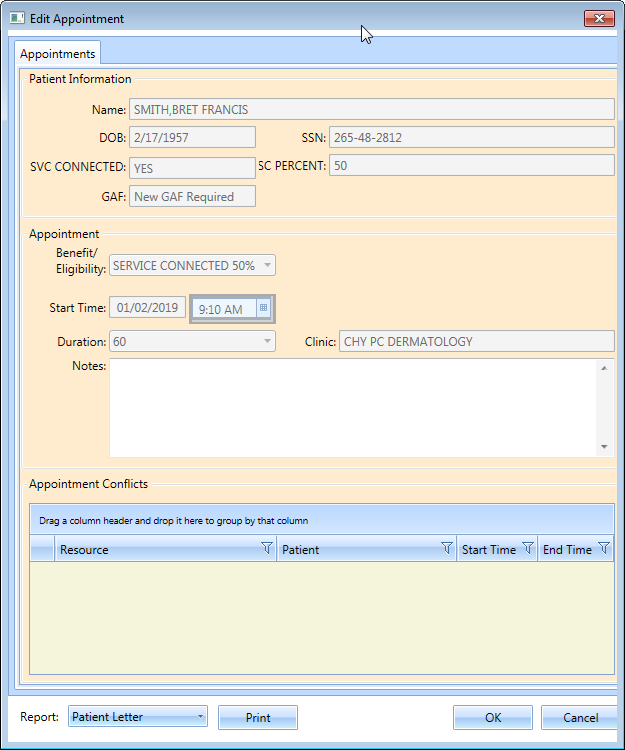 Edit Appointment
Appointments
Patient Information
Name: SMITH,BRET FRANCIS
DOB: 2/17/1957 SSN: 265-48-2812
SVC CONNECTED: YES SC PERCENT: 50
GAF: New GAF Required
Appointment
Benefit/
Eligibility: SERVICE CONNECTED 50%
Start Time: 01/02/2019 9:10 AM
Duration: 60 Clinic: CHY PC DERMATOLOGY
Notes:
Appointment Conflicts
Drag a column header and drop it here to group by that column
Resource Patient Start Time End Time
Report: Patient Letter Print OK Cancel